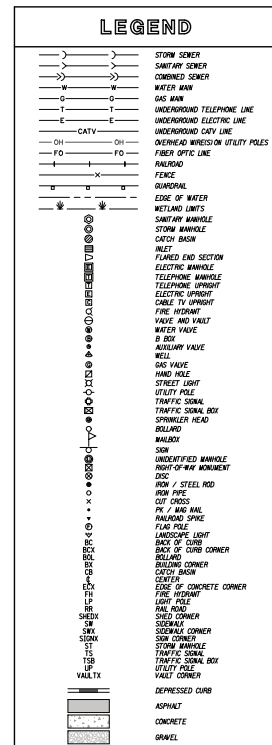 LEGEND
STORM SEWER
SANITARY SEWER
COMBINED SEWER
W W WATER MAIN
G G GAS MAIN
T T UNDERGROUND TELEPHONE LINE
E E UNDERGROUND ELECTRIC LINE
CATV UNDERGROUND CATV LINE
OH OH OVERHEAD WIRE(S)ON UTILITY POLES
FO FO FIBER OPTIC LINE
RAILROAD
FENCE
GUARDRAIL
EDGE OF WATER
WETLAND LIMITS
SANITARY MANHOLE
STORM MANHOLE
CATCH BASIN
INLET
FLARED END SECTION
E ELECTRIC MANHOLE
T TELEPHONE MANHOLE
T TELEPHONE UPRIGHT
E ELECTRIC UPRIGHT
C CABLE TV UPRIGHT
FIRE HYDRANT
VALVE AND VAULT
WATER VALVE
B BOX
AUXILIARY VALVE
WELL
G GAS VALVE
HAND HOLE
STREET LIGHT
UTILITY POLE
TRAFFIC SIGNAL
TRAFFIC SIGNAL BOX
SPRINKLER HEAD
BOLLARD
MAILBOX
SIGN
UNIDENTIFIED MANHOLE
RIGHT-OF-WAY MONUMENT
DISC
IRON / STEEL ROD
IRON PIPE
CUT CROSS
PK / MAG NAIL
RAILROAD SPIKE
F FLAG POLE
LANDSCAPE LIGHT
BC BACK OF CURB
BCX BACK OF CURB CORNER
BOL BOLLARD
BX BUILDING CORNER
CB CATCH BASIN
℄ CENTER
ECX EDGE OF CONCRETE CORNER
FH FIRE HYDRANT
LP LIGHT POLE
RR RAIL ROAD
SHEDX SHED CORNER
SW SIDEWALK
SWX SIDEWALK CORNER
SIGNX SIGN CORNER
ST STORM MANHOLE
TS TRAFFIC SIGNAL
TSB TRAFFIC SIGNAL BOX
UP UTILITY POLE
VAULTX VAULT CORNER
DEPRESSED CURB
ASPHALT
CONCRETE
GRAVEL